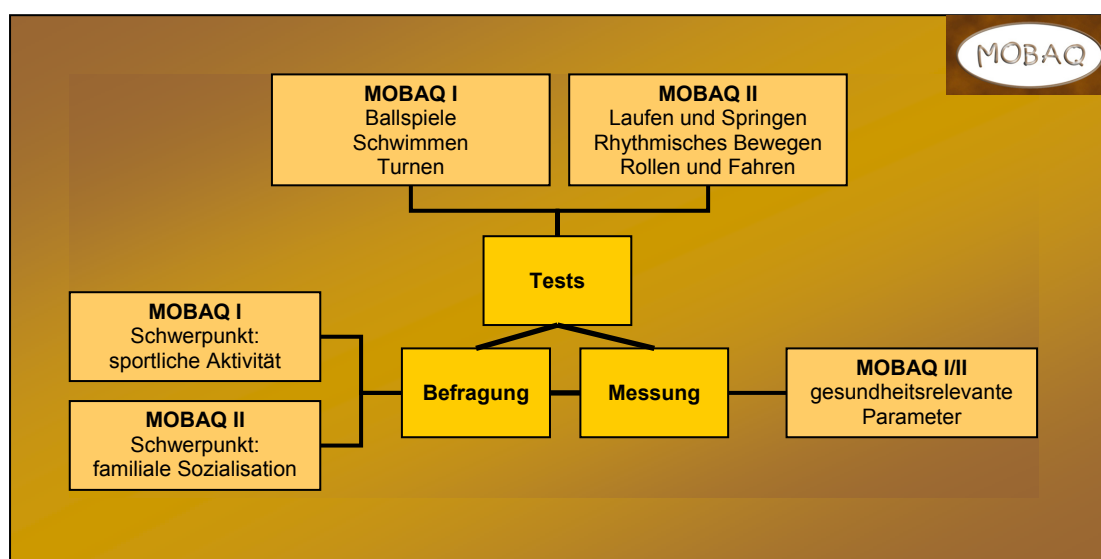 MOBAQ
MOBAQ I
Ballspiele
Schwimmen
Turnen
MOBAQ II
Laufen und Springen
Rhythmisches Bewegen
Rollen und Fahren
Tests
MOBAQ I
Schwerpunkt:
sportliche Aktivität
MOBAQ II
Schwerpunkt:
familiale Sozialisation
Befragung
Messung
MOBAQ I/II
gesundheitsrelevante
Parameter